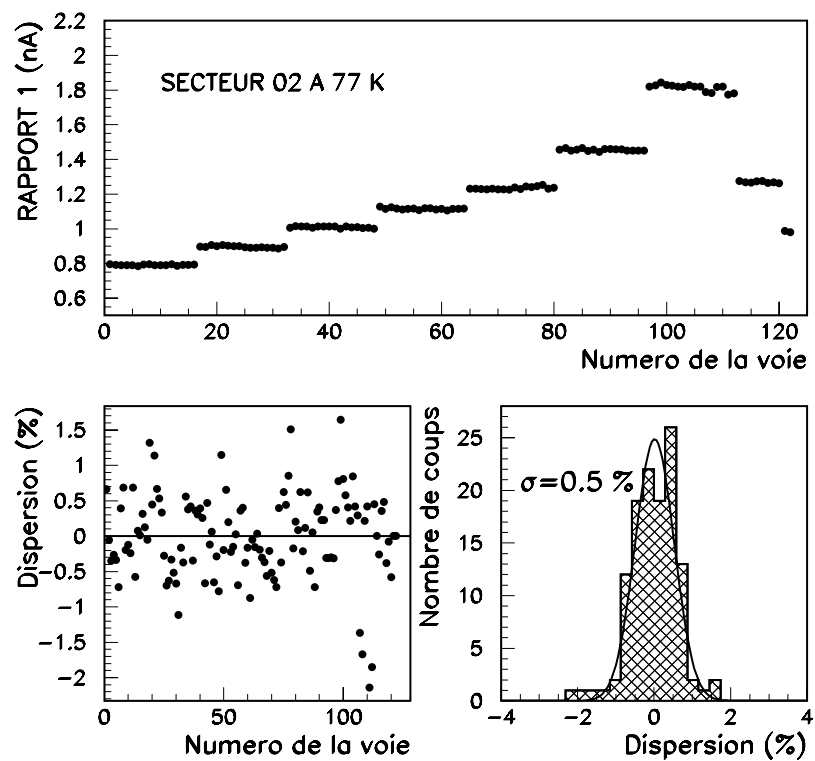 2.2
2
1.8
1.6
1.4
1.2
1
0.8
0.6
RAPPORT 1 (nA)
SECTEUR 02 A 77 K
0 20 40 60 80 100 120
Numero de la voie
1.5
1
0.5
0
−0.5
−1
−1.5
−2
Dispersion (%)
0 50 100
Numero de la voie
25
20
15
10
5
0
Nombre de coups
σ=0.5 %
−4 −2 0 2 4
Dispersion (%)